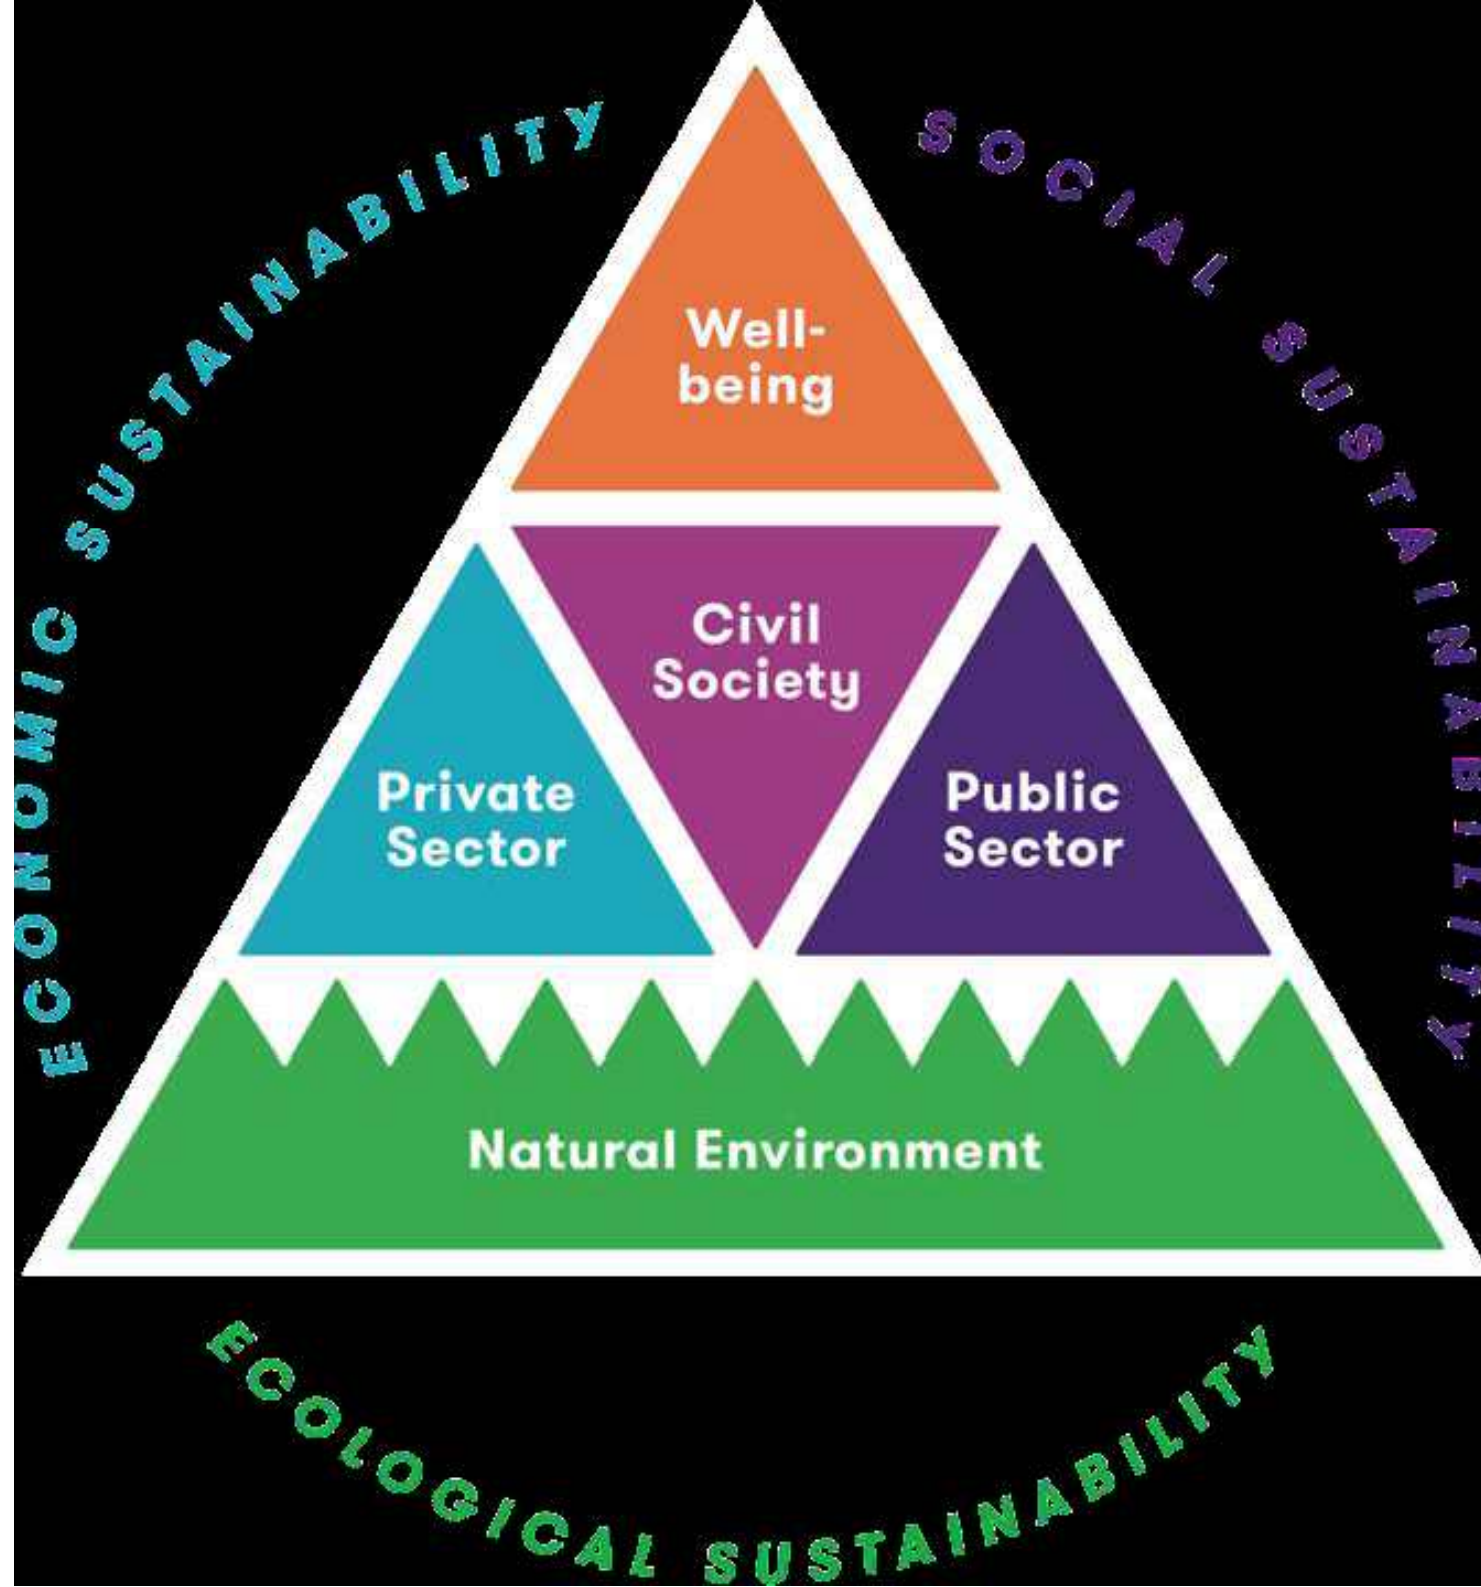 ECONOMIC SUSTAINABILITY
SOCIAL SUSTAINABILITY
Well-
being
Civil
Society
Private
Sector
Public
Sector
Natural Environment
ECOLOGICAL SUSTAINABILITY